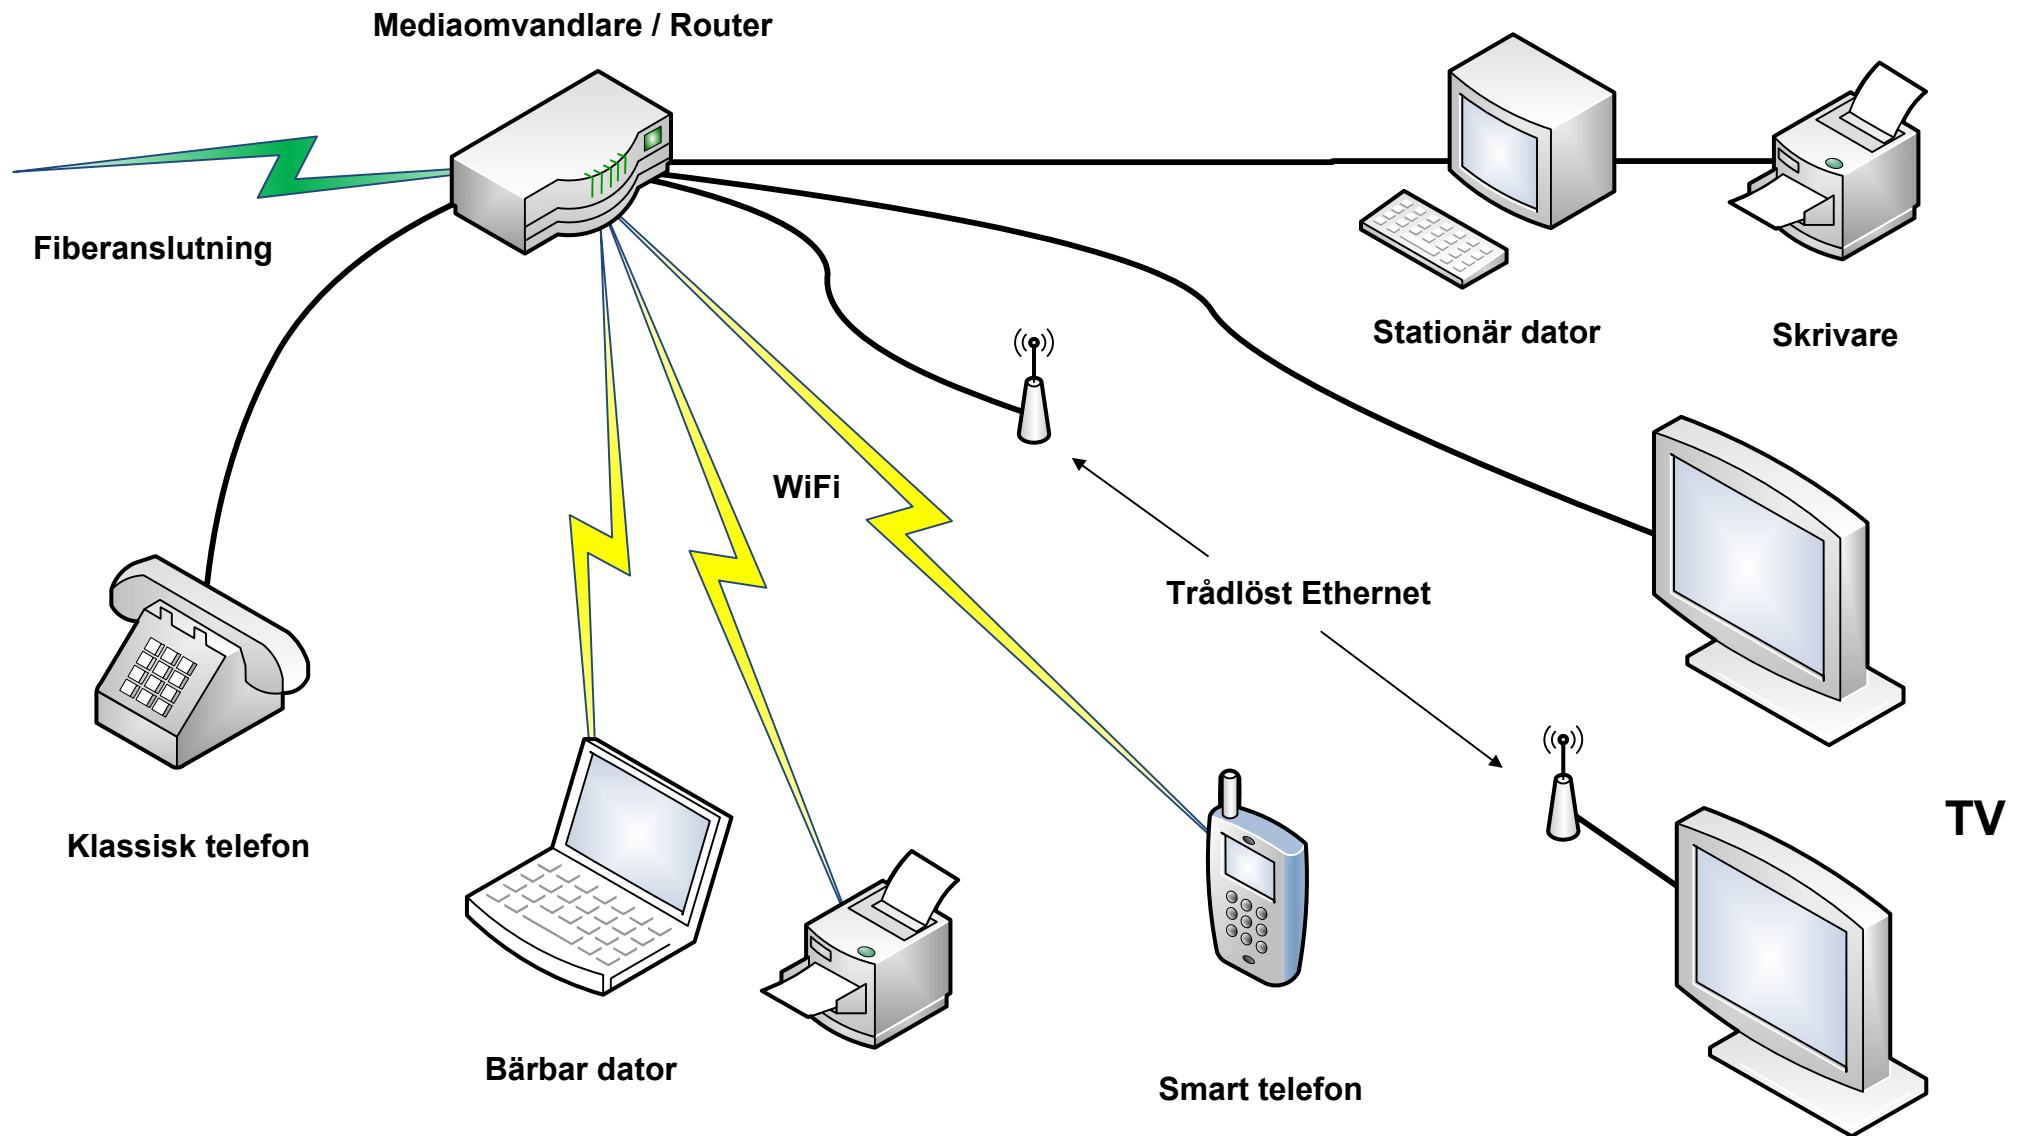 Mediaomvandlare / Router
Fiberanslutning
Stationär dator
Skrivare
WiFi
Trådlöst Ethernet
TV
Klassisk telefon
Bärbar dator
Smart telefon